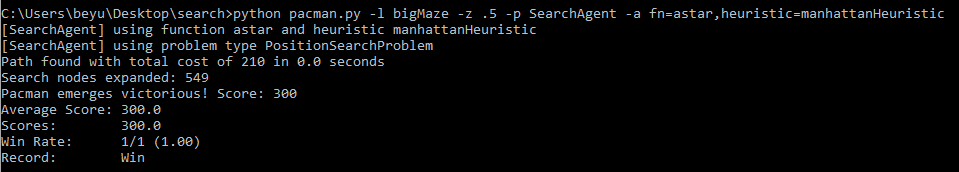 C:\Users\beyu\Desktop\search>python pacman.py -l bigMaze -z .5 -p SearchAgent -a fn=astar,heuristic=manhattanHeuristic
[SearchAgent] using function astar and heuristic manhattanHeuristic
[SearchAgent] using problem type PositionSearchProblem
Path found with total cost of 210 in 0.0 seconds
Search nodes expanded: 549
Pacman emerges victorious! Score: 300
Average Score: 300.0
Scores:        300.0
Win Rate:      1/1 (1.00)
Record:        Win